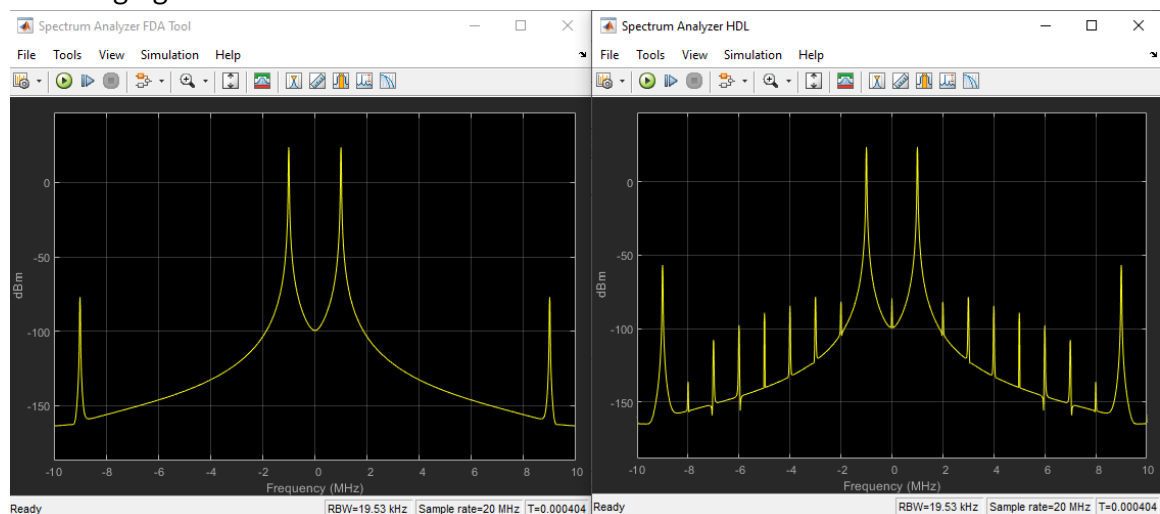 Spectrum Analyzer FDA Tool
File Tools View Simulation Help
0
-50
-100
-150
dBm
-10 -8 -6 -4 -2 0 2 4 6 8 10
Frequency (MHz)
Ready RBW=19.53 kHz Sample rate=20 MHz T=0.000404
Spectrum Analyzer HDL
File Tools View Simulation Help
0
-50
-100
-150
dBm
-10 -8 -6 -4 -2 0 2 4 6 8 10
Frequency (MHz)
Ready RBW=19.53 kHz Sample rate=20 MHz T=0.000404